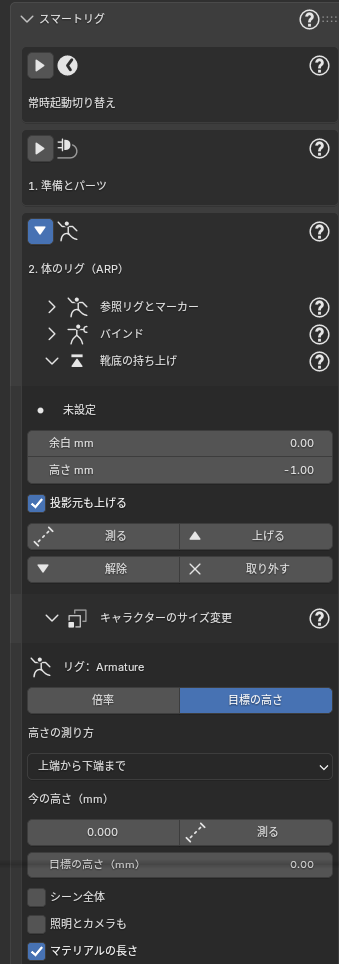 スマートリグ
常時起動切り替え
1. 準備とパーツ
2. 体のリグ（ARP）
参照リグとマーカー
バインド
靴底の持ち上げ
未設定
余白 mm 0.00
高さ mm -1.00
投影元も上げる
測る 上げる
解除 取り外す
キャラクターのサイズ変更
リグ：Armature
倍率 目標の高さ
高さの測り方
上端から下端まで
今の高さ（mm）
0.000 測る
目標の高さ（mm） 0.00
シーン全体
照明とカメラも
マテリアルの長さ